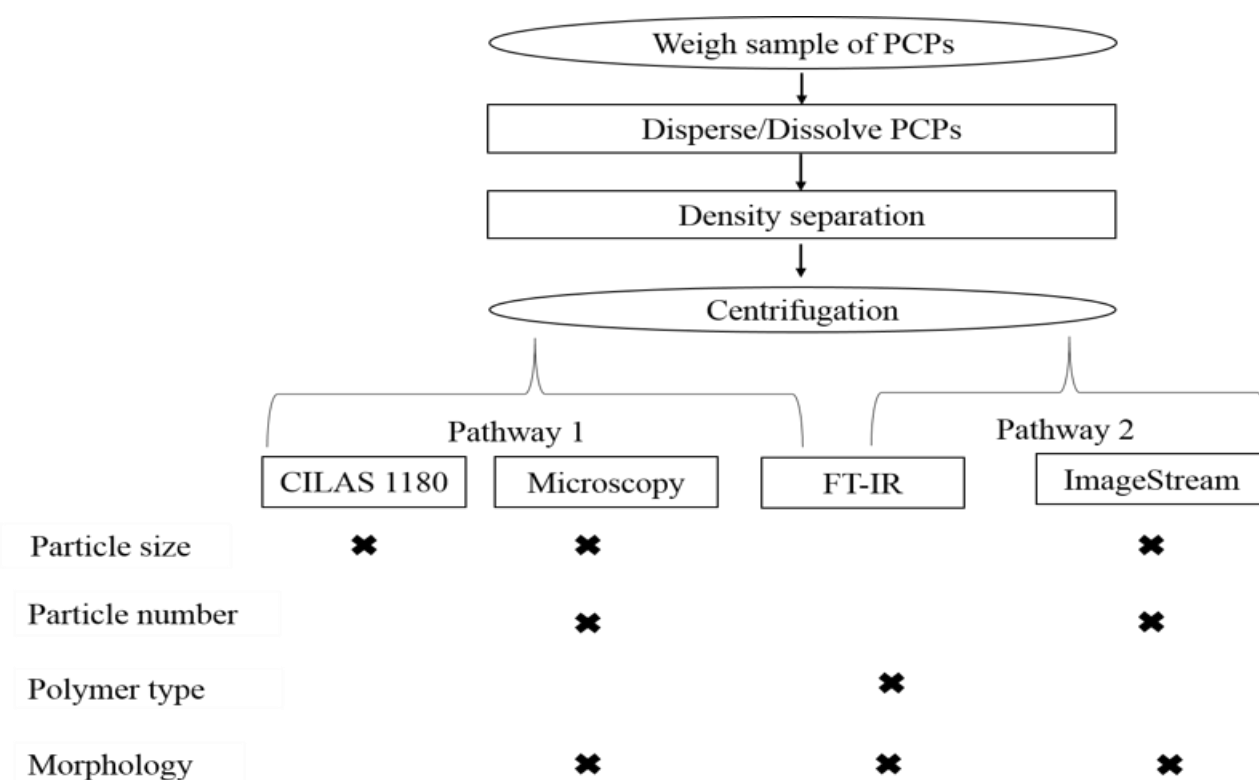 Weigh sample of PCPs
Disperse/Dissolve PCPs
Density separation
Centrifugation
Pathway 1
Pathway 2
CILAS 1180
Microscopy
FT-IR
ImageStream
Particle size
Particle number
Polymer type
Morphology